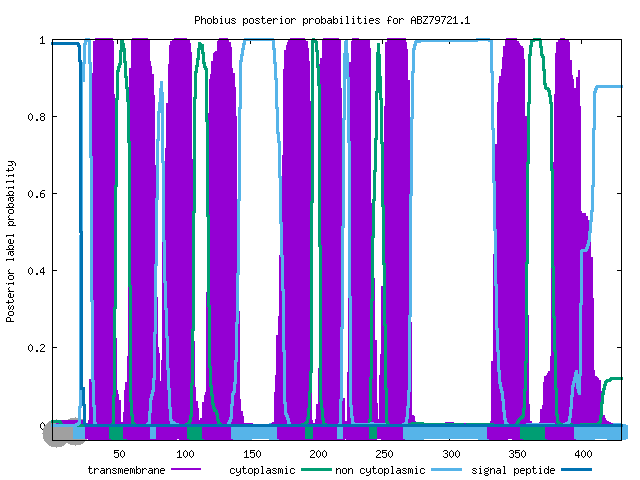 Phobius posterior probabilities for ABZ79721.1
Posterior label probability
1
0.8
0.6
0.4
0.2
0
50 100 150 200 250 300 350 400
transmembrane cytoplasmic non cytoplasmic signal peptide